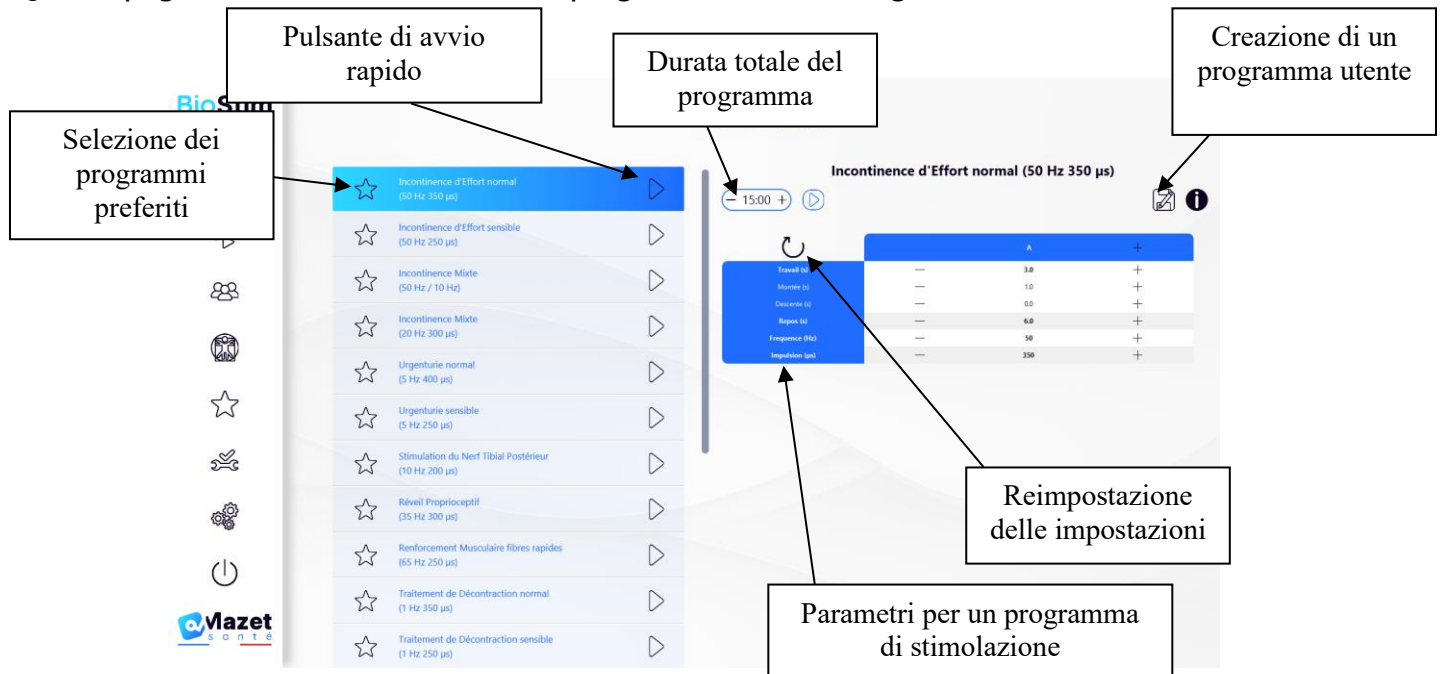 Pulsante di avvio
rapido
Durata totale del
programma
Creazione di un
programma utente
Selezione dei
programmi
preferiti
Incontinence d'Effort normal
(50 Hz 350 µs)
Incontinence d'Effort sensible
(50 Hz 250 µs)
Incontinence Mixte
(50 Hz / 10 Hz)
Incontinence Mixte
(20 Hz 300 µs)
Urgenturie normal
(5 Hz 400 µs)
Urgenturie sensible
(5 Hz 250 µs)
Stimulation du Nerf Tibial Postérieur
(10 Hz 200 µs)
Réveil Proprioceptif
(35 Hz 300 µs)
Renforcement Musculaire fibres rapides
(65 Hz 250 µs)
Traitement de Décontraction normal
(1 Hz 350 µs)
Traitement de Décontraction sensible
(1 Hz 250 µs)
Incontinence d'Effort normal (50 Hz 350 µs)
− 15:00 +
A +
Travail (s) — 3.0 +
Montée (s) — 1.0 +
Descente (s) — 0.0 +
Repos (s) — 6.0 +
Frequence (Hz) — 50 +
Impulsion (µs) — 350 +
Reimpostazione
delle impostazioni
Parametri per un programma
di stimolazione
Mazet
santé